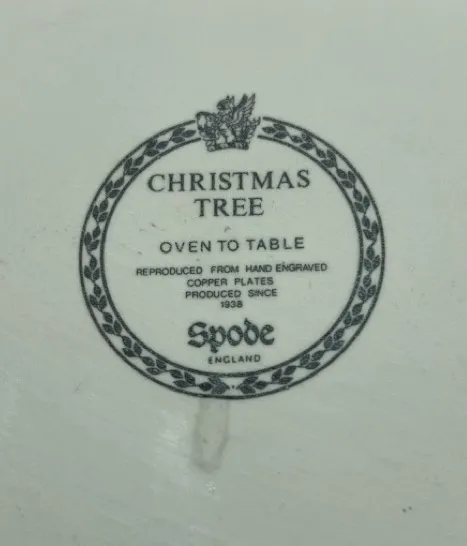 CHRISTMAS
TREE
OVEN TO TABLE
REPRODUCED FROM HAND ENGRAVED
COPPER PLATES
PRODUCED SINCE
1938
Spode
ENGLAND